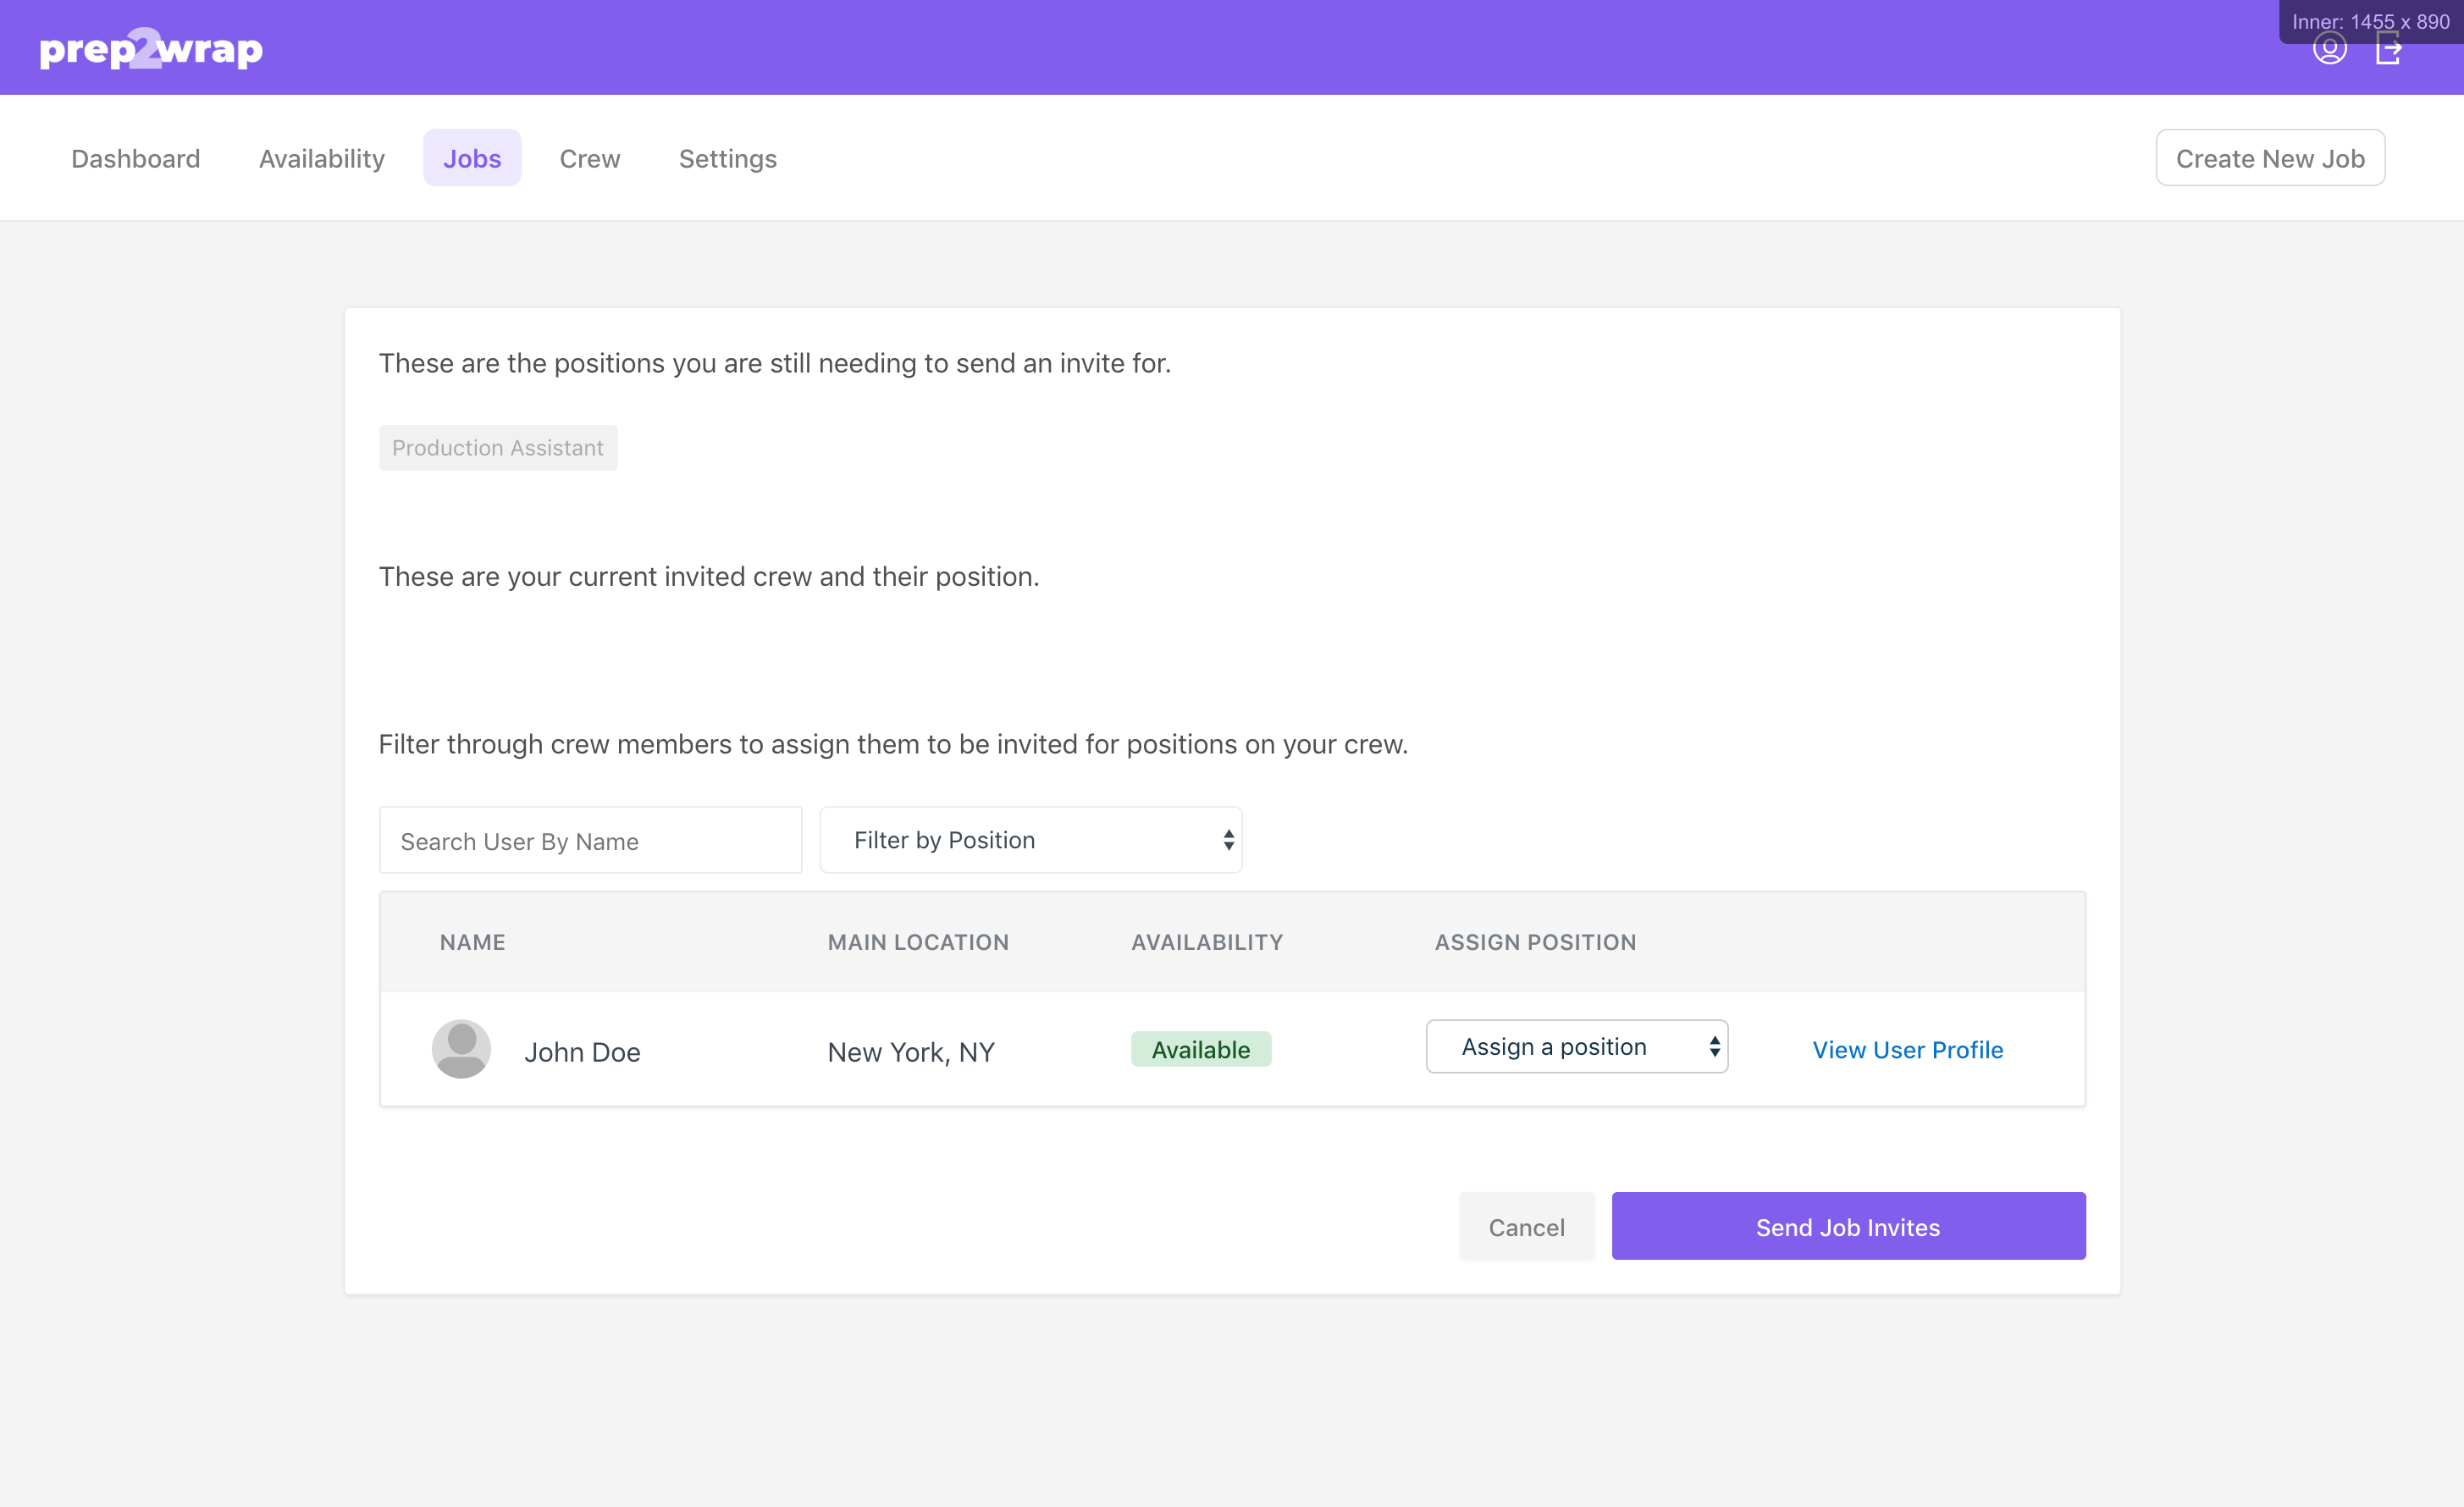 prep2wrap
Inner: 1455 x 890
Dashboard
Availability
Jobs
Crew
Settings
Create New Job
These are the positions you are still needing to send an invite for.
Production Assistant
These are your current invited crew and their position.
Filter through crew members to assign them to be invited for positions on your crew.
Search User By Name
Filter by Position
NAME
MAIN LOCATION
AVAILABILITY
ASSIGN POSITION
John Doe
New York, NY
Available
Assign a position
View User Profile
Cancel
Send Job Invites